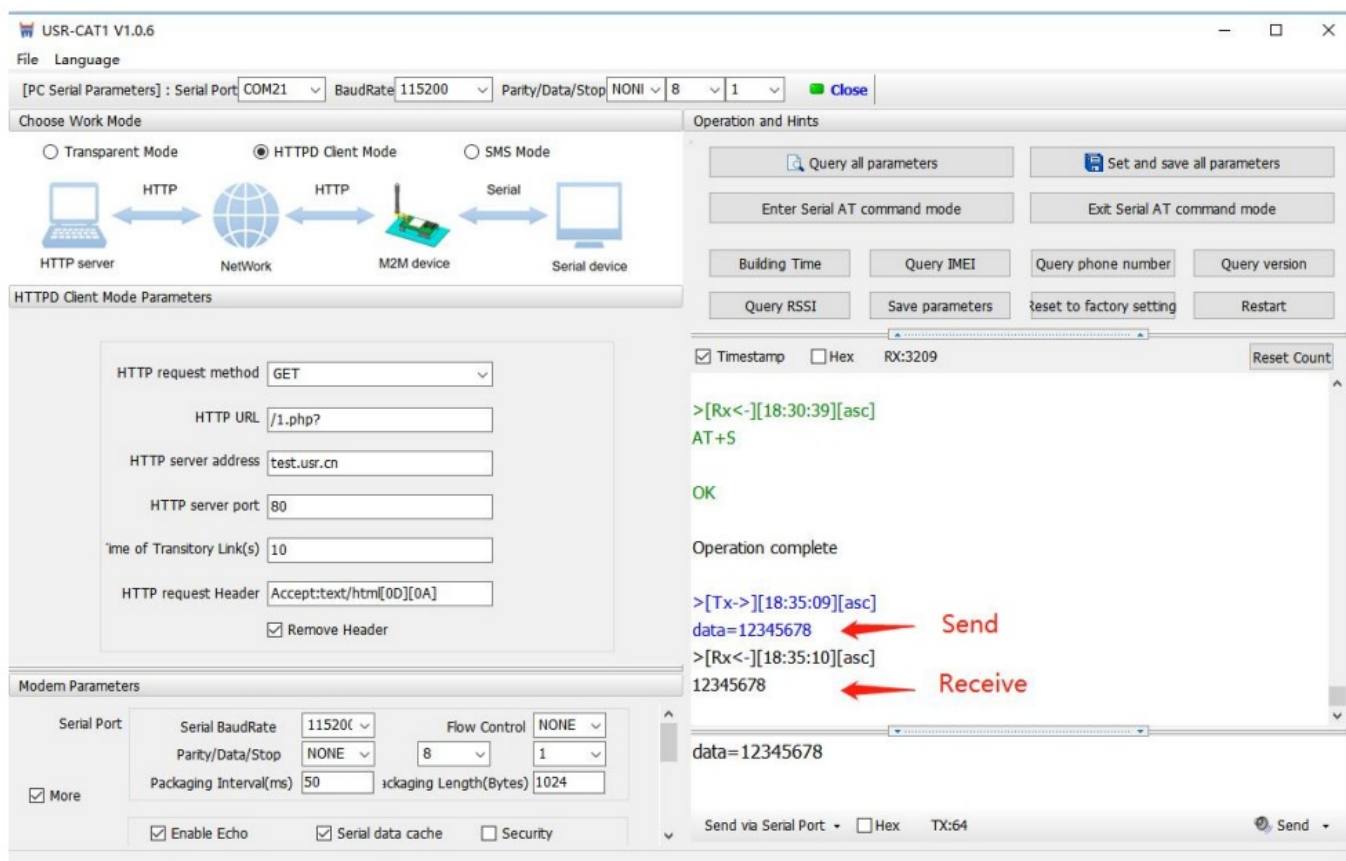 USR-CAT1 V1.0.6
File Language
[PC Serial Parameters] : Serial Port COM21 BaudRate 115200 Parity/Data/Stop NONI 8 1 Close
Choose Work Mode
Transparent Mode HTTPD Client Mode SMS Mode
HTTP HTTP Serial
HTTP server NetWork M2M device Serial device
HTTPD Client Mode Parameters
HTTP request method GET
HTTP URL /1.php?
HTTP server address test.usr.cn
HTTP server port 80
ime of Transitory Link(s) 10
HTTP request Header Accept:text/html[0D][0A]
Remove Header
Modem Parameters
Serial Port
Serial BaudRate 11520( Flow Control NONE
Parity/Data/Stop NONE 8 1
Packaging Interval(ms) 50 ackaging Length(Bytes) 1024
More
Enable Echo Serial data cache Security
Operation and Hints
Query all parameters Set and save all parameters
Enter Serial AT command mode Exit Serial AT command mode
Building Time Query IMEI Query phone number Query version
Query RSSI Save parameters Reset to factory setting Restart
Timestamp Hex RX:3209 Reset Count
>[Rx<-][18:30:39][asc]
AT+S
OK
Operation complete
>[Tx->][18:35:09][asc]
data=12345678 Send
>[Rx<-][18:35:10][asc]
12345678 Receive
data=12345678
Send via Serial Port Hex TX:64 Send